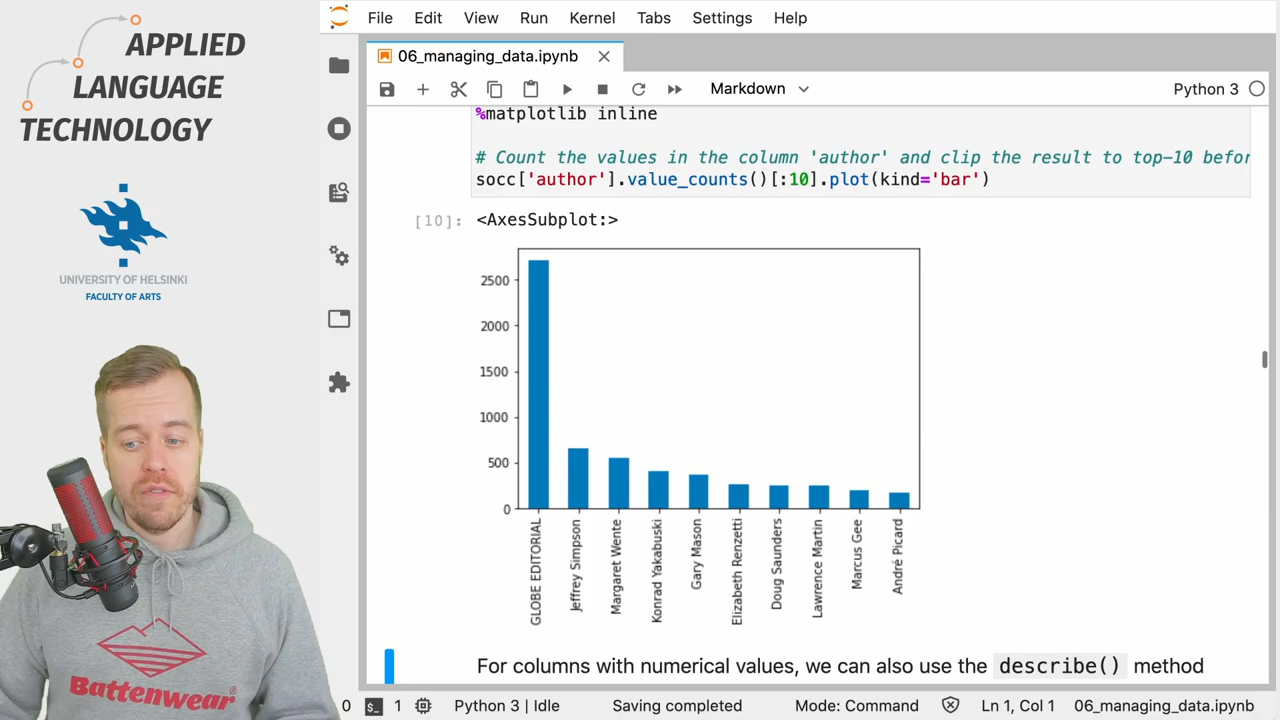 APPLIED
LANGUAGE
TECHNOLOGY
UNIVERSITY OF HELSINKI
FACULTY OF ARTS
Battenwear®
File Edit View Run Kernel Tabs Settings Help
06_managing_data.ipynb
Markdown
Python 3
%matplotlib inline
# Count the values in the column 'author' and clip the result to top-10 befor
socc['author'].value_counts()[:10].plot(kind='bar')
[10]: <AxesSubplot:>
2500
2000
1500
1000
500
0
GLOBE EDITORIAL
Jeffrey Simpson
Margaret Wente
Konrad Yakabuski
Gary Mason
Elizabeth Renzetti
Doug Saunders
Lawrence Martin
Marcus Gee
André Picard
For columns with numerical values, we can also use the describe() method
0 1 Python 3 | Idle Saving completed Mode: Command Ln 1, Col 1 06_managing_data.ipynb